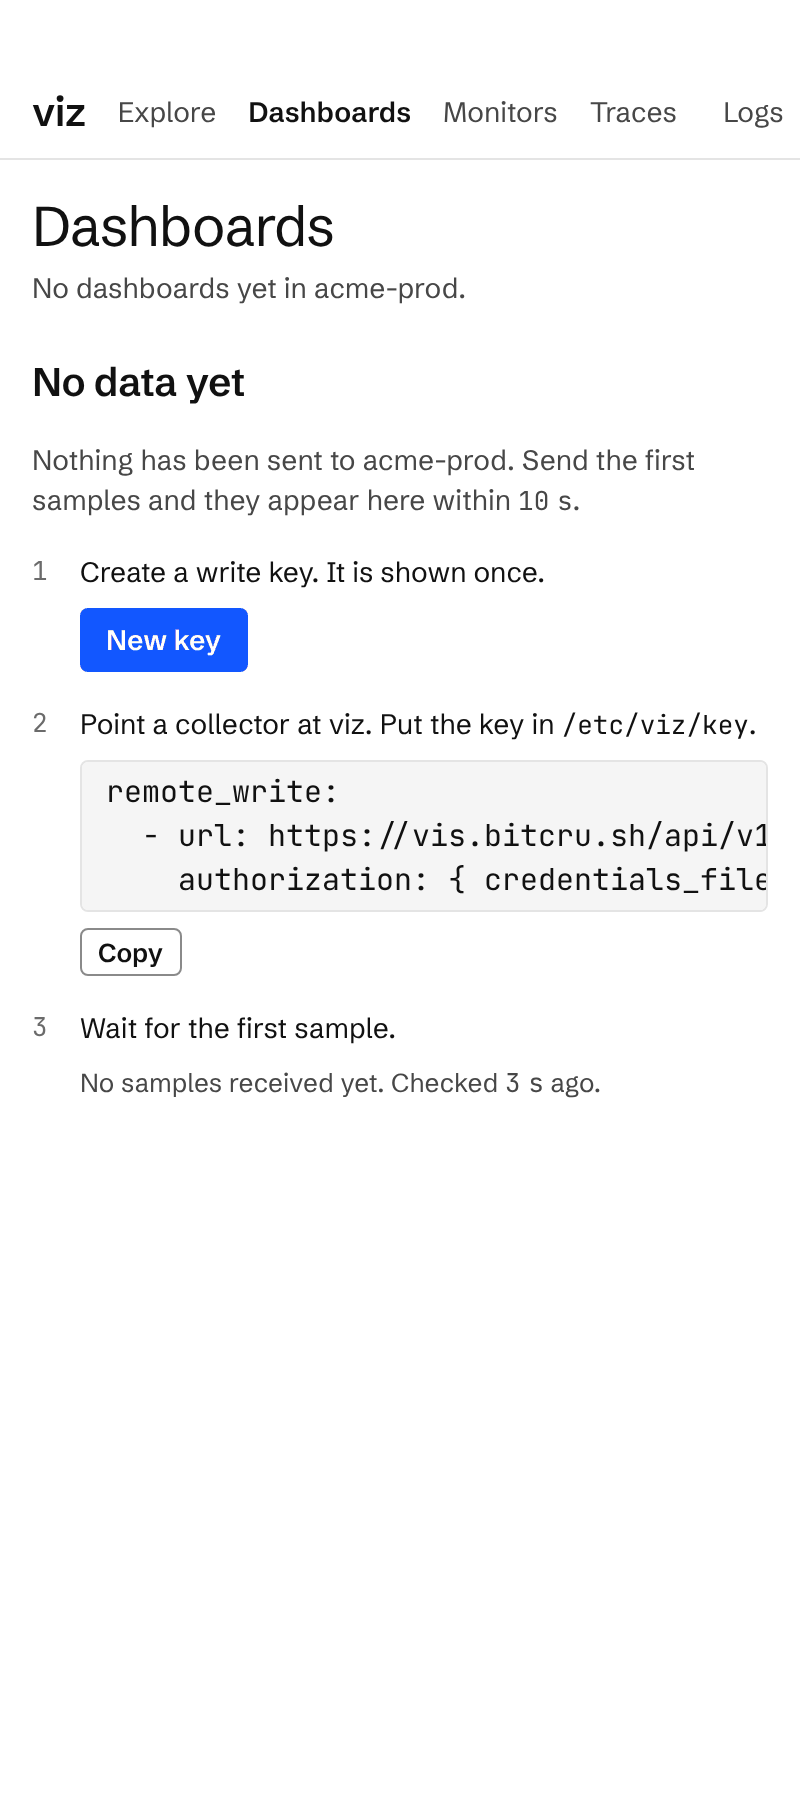 viz Explore Dashboards Monitors Traces Logs
Dashboards
No dashboards yet in acme-prod.
No data yet
Nothing has been sent to acme-prod. Send the first
samples and they appear here within 10 s.
1 Create a write key. It is shown once.
New key
2 Point a collector at viz. Put the key in /etc/viz/key.
remote_write:
  - url: https://vis.bitcru.sh/api/v1
    authorization: { credentials_file
Copy
3 Wait for the first sample.
No samples received yet. Checked 3 s ago.